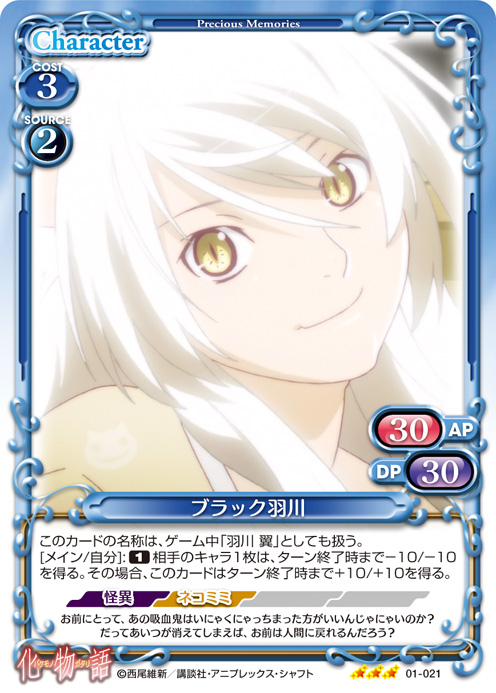 Precious Memories
Character
COST
3
SOURCE
2
30 AP
DP 30
ブラック羽川
このカードの名称は、ゲーム中「羽川 翼」としても扱う。
[メイン/自分]: 1 相手のキャラ1枚は、ターン終了時まで－10/－10
を得る。その場合、このカードはターン終了時まで+10/+10を得る。
怪異 ネコミミ
お前にとって、あの吸血鬼はいにゃくにゃっちまった方がいいんじゃにゃいのか?
だってあいつが消えてしまえば、お前は人間に戻れるんだろう?
化物語
バケモノガタリ
©西尾維新／講談社・アニプレックス・シャフト
★★★ 01-021